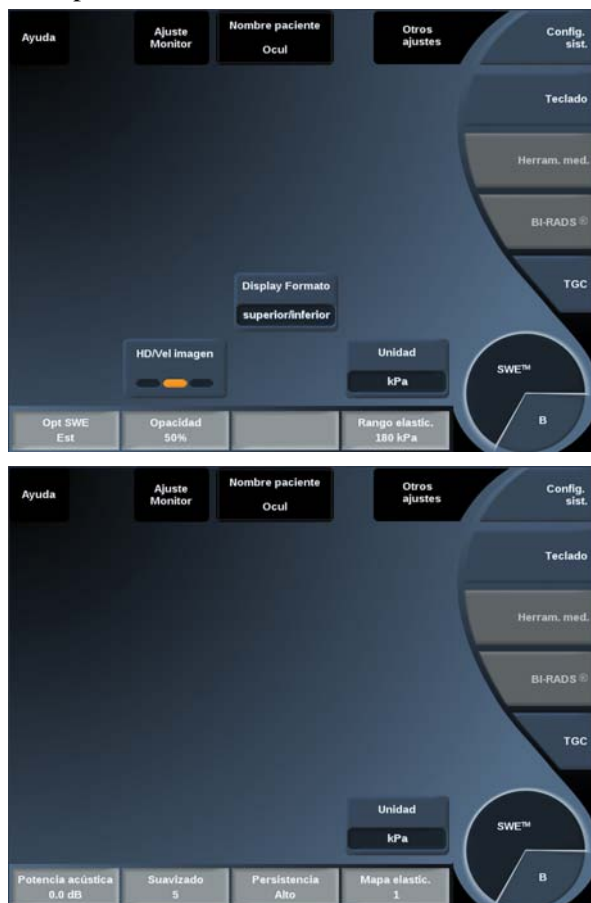 Ayuda
Ajuste
Monitor
Nombre paciente
Ocul
Otros
ajustes
Config.
sist.
Teclado
Herram. med.
BI-RADS ®
TGC
Display Formato
superior/inferior
HD/Vel imagen
Unidad
kPa
SWE™
B
Opt SWE
Est
Opacidad
50%
Rango elastic.
180 kPa
Ayuda
Ajuste
Monitor
Nombre paciente
Ocul
Otros
ajustes
Config.
sist.
Teclado
Herram. med.
BI-RADS ®
TGC
Unidad
kPa
SWE™
B
Potencia acústica
0.0 dB
Suavizado
5
Persistencia
Alto
Mapa elastic.
1